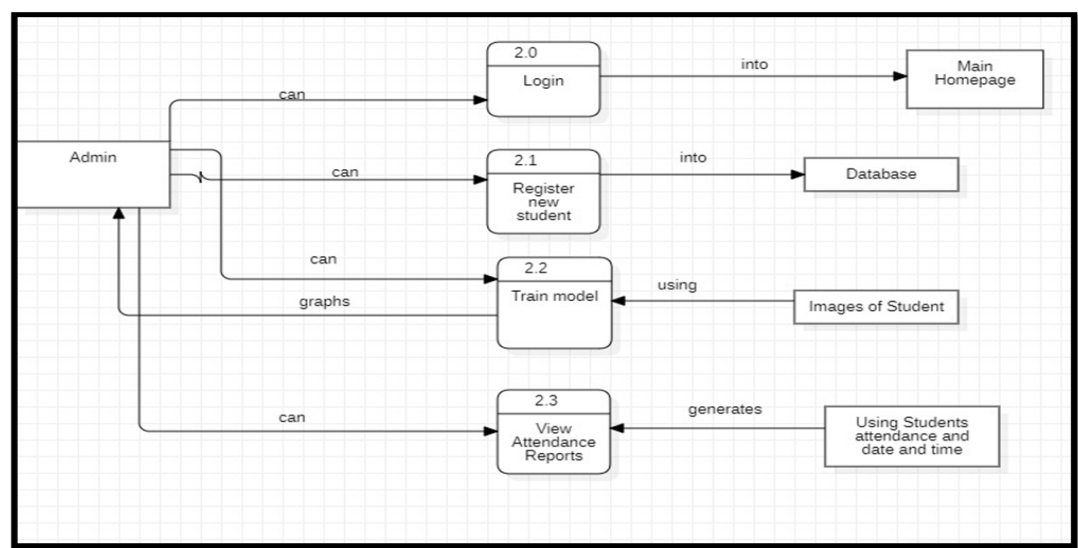 2.0
Login
into
Main
Homepage
can
Admin
2.1
Register
new
student
can
into
Database
can
2.2
Train model
using
Images of Student
graphs
2.3
View
Attendance
Reports
can
generates
Using Students
attendance and
date and time